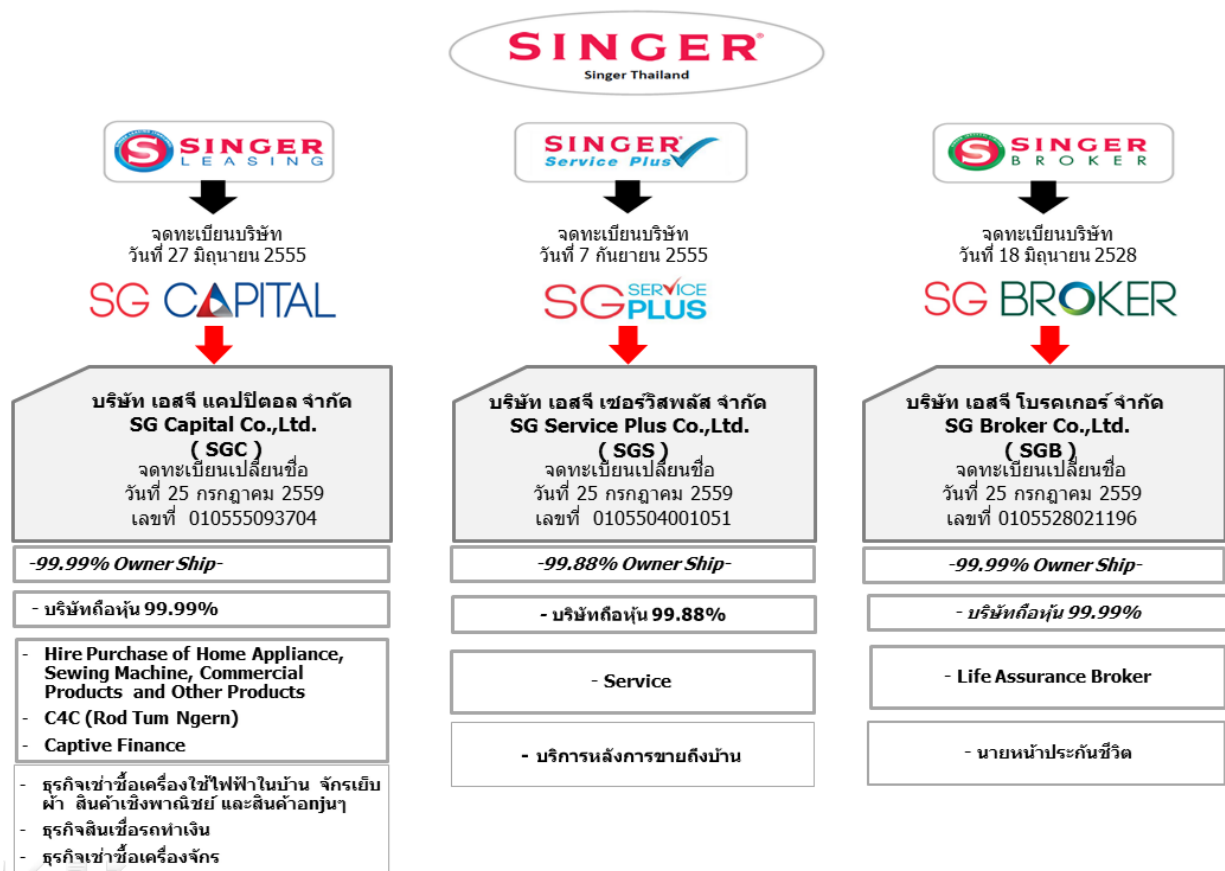 SINGER®
Singer Thailand
SINGER
LEASING
จดทะเบียนบริษัท
วันที่ 27 มิถุนายน 2555
SG CAPITAL
บริษัท เอสจี แคปปิตอล จำกัด
SG Capital Co.,Ltd.
( SGC )
จดทะเบียนเปลี่ยนชื่อ
วันที่ 25 กรกฎาคม 2559
เลขที่ 010555093704
-99.99% Owner Ship-
- บริษัทถือหุ้น 99.99%
- Hire Purchase of Home Appliance,
Sewing Machine, Commercial
Products and Other Products
- C4C (Rod Tum Ngern)
- Captive Finance
- ธุรกิจเช่าซื้อเครื่องใช้ไฟฟ้าในบ้าน จักรเย็บ
ผ้า สินค้าเชิงพาณิชย์ และสินค้าอnjนๆ
- ธุรกิจสินเชื่อรถทำเงิน
- ธุรกิจเช่าซื้อเครื่องจักร
SINGER®
Service Plus
จดทะเบียนบริษัท
วันที่ 7 กันยายน 2555
SG SERVICE
PLUS
บริษัท เอสจี เซอร์วิสพลัส จำกัด
SG Service Plus Co.,Ltd.
( SGS )
จดทะเบียนเปลี่ยนชื่อ
วันที่ 25 กรกฎาคม 2559
เลขที่ 0105504001051
-99.88% Owner Ship-
- บริษัทถือหุ้น 99.88%
- Service
- บริการหลังการขายถึงบ้าน
SINGER
BROKER
จดทะเบียนบริษัท
วันที่ 18 มิถุนายน 2528
SG BROKER
บริษัท เอสจี โบรคเกอร์ จำกัด
SG Broker Co.,Ltd.
( SGB )
จดทะเบียนเปลี่ยนชื่อ
วันที่ 25 กรกฎาคม 2559
เลขที่ 0105528021196
-99.99% Owner Ship-
- บริษัทถือหุ้น 99.99%
- Life Assurance Broker
- นายหน้าประกันชีวิต